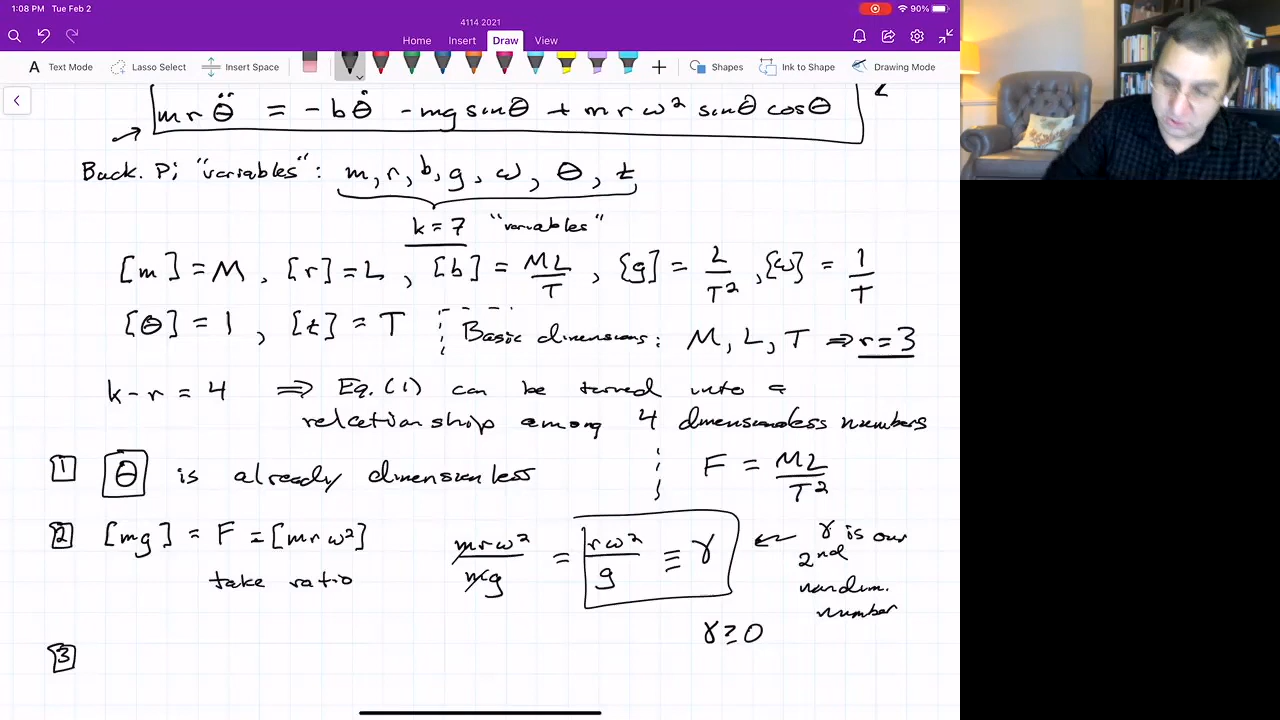 1:08 PM Tue Feb 2
90%
4114 2021
Home Insert Draw View
Text Mode Lasso Select Insert Space Shapes Ink to Shape Drawing Mode
mrθ̈ = -bθ̇ -mg sinθ + mrω² sinθ cosθ
Buck. Pi "variables": m, r, b, g, ω, θ, t
k = 7 "variables"
[m] = M, [r] = L, [b] = ML/T, [g] = L/T², [ω] = 1/T
[θ] = 1, [t] = T Basic dimensions: M, L, T ⇒ r = 3
k - r = 4 ⇒ Eq. (1) can be turned into a
relationship among 4 dimensionless numbers
1 θ is already dimensionless F = ML/T²
2 [mg] = F = [mrω²] mrω²/mg = rω²/g ≡ γ ← γ is our
take ratio 2nd
nondim.
number
γ ≥ 0
3